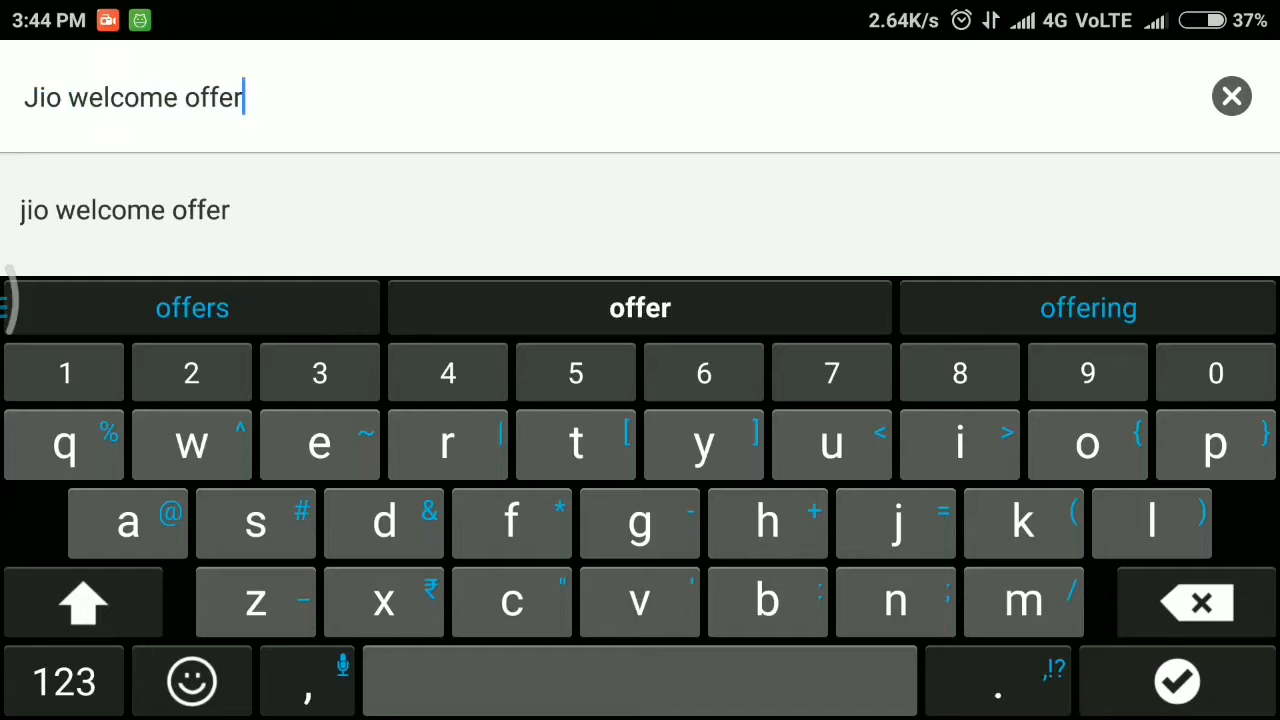 3:44 PM 2.64K/s 4G VoLTE 37%
Jio welcome offer
jio welcome offer
offers offer offering
1 2 3 4 5 6 7 8 9 0
q % w ^ e ~ r | t [ y ] u < i > o { p }
a @ s # d & f * g - h + j = k ( l )
z _ x ₹ c " v ' b : n ; m /
123 , . ,!?